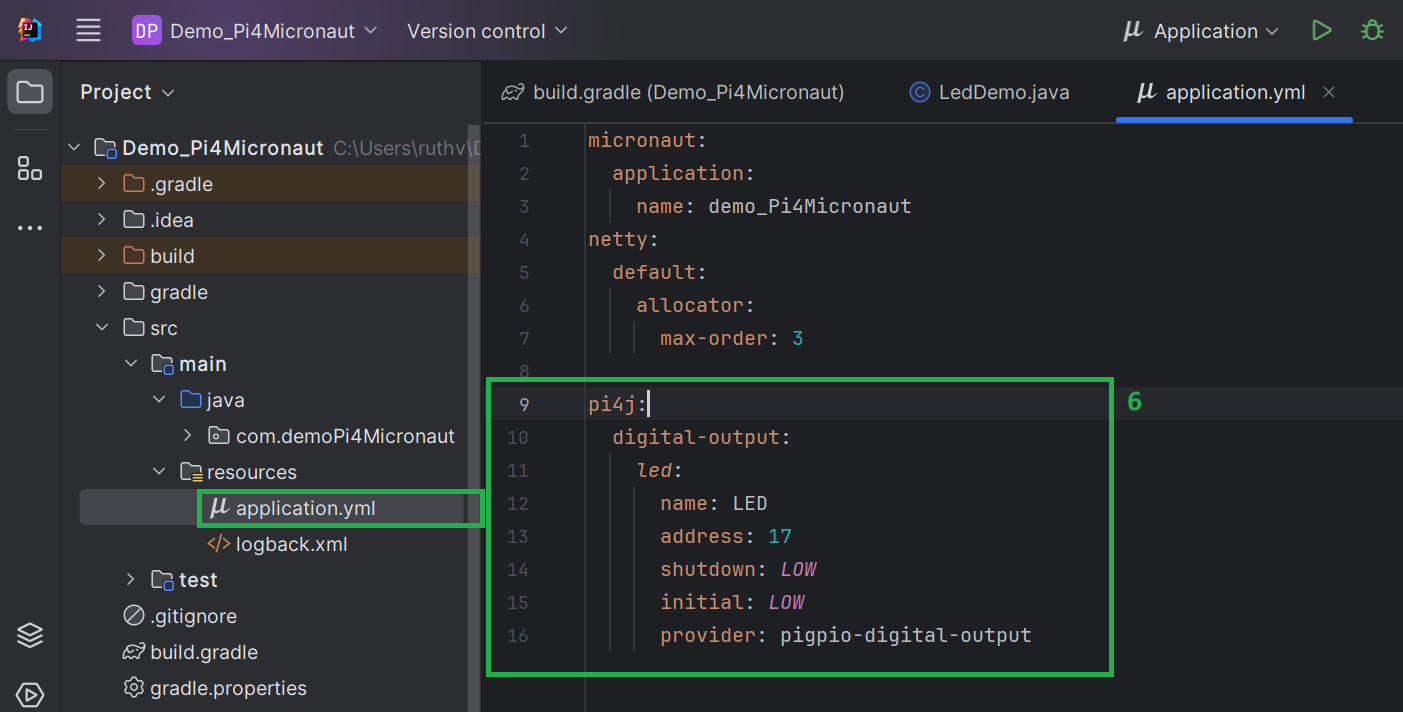 DP Demo_Pi4Micronaut Version control Application
Project
build.gradle (Demo_Pi4Micronaut) LedDemo.java application.yml
Demo_Pi4Micronaut C:\Users\ruthv\
.gradle
.idea
build
gradle
src
main
java
com.demoPi4Micronaut
resources
application.yml
logback.xml
test
.gitignore
build.gradle
gradle.properties
1 micronaut:
2 application:
3 name: demo_Pi4Micronaut
4 netty:
5 default:
6 allocator:
7 max-order: 3
8
9 pi4j:
10 digital-output:
11 led:
12 name: LED
13 address: 17
14 shutdown: LOW
15 initial: LOW
16 provider: pigpio-digital-output
6